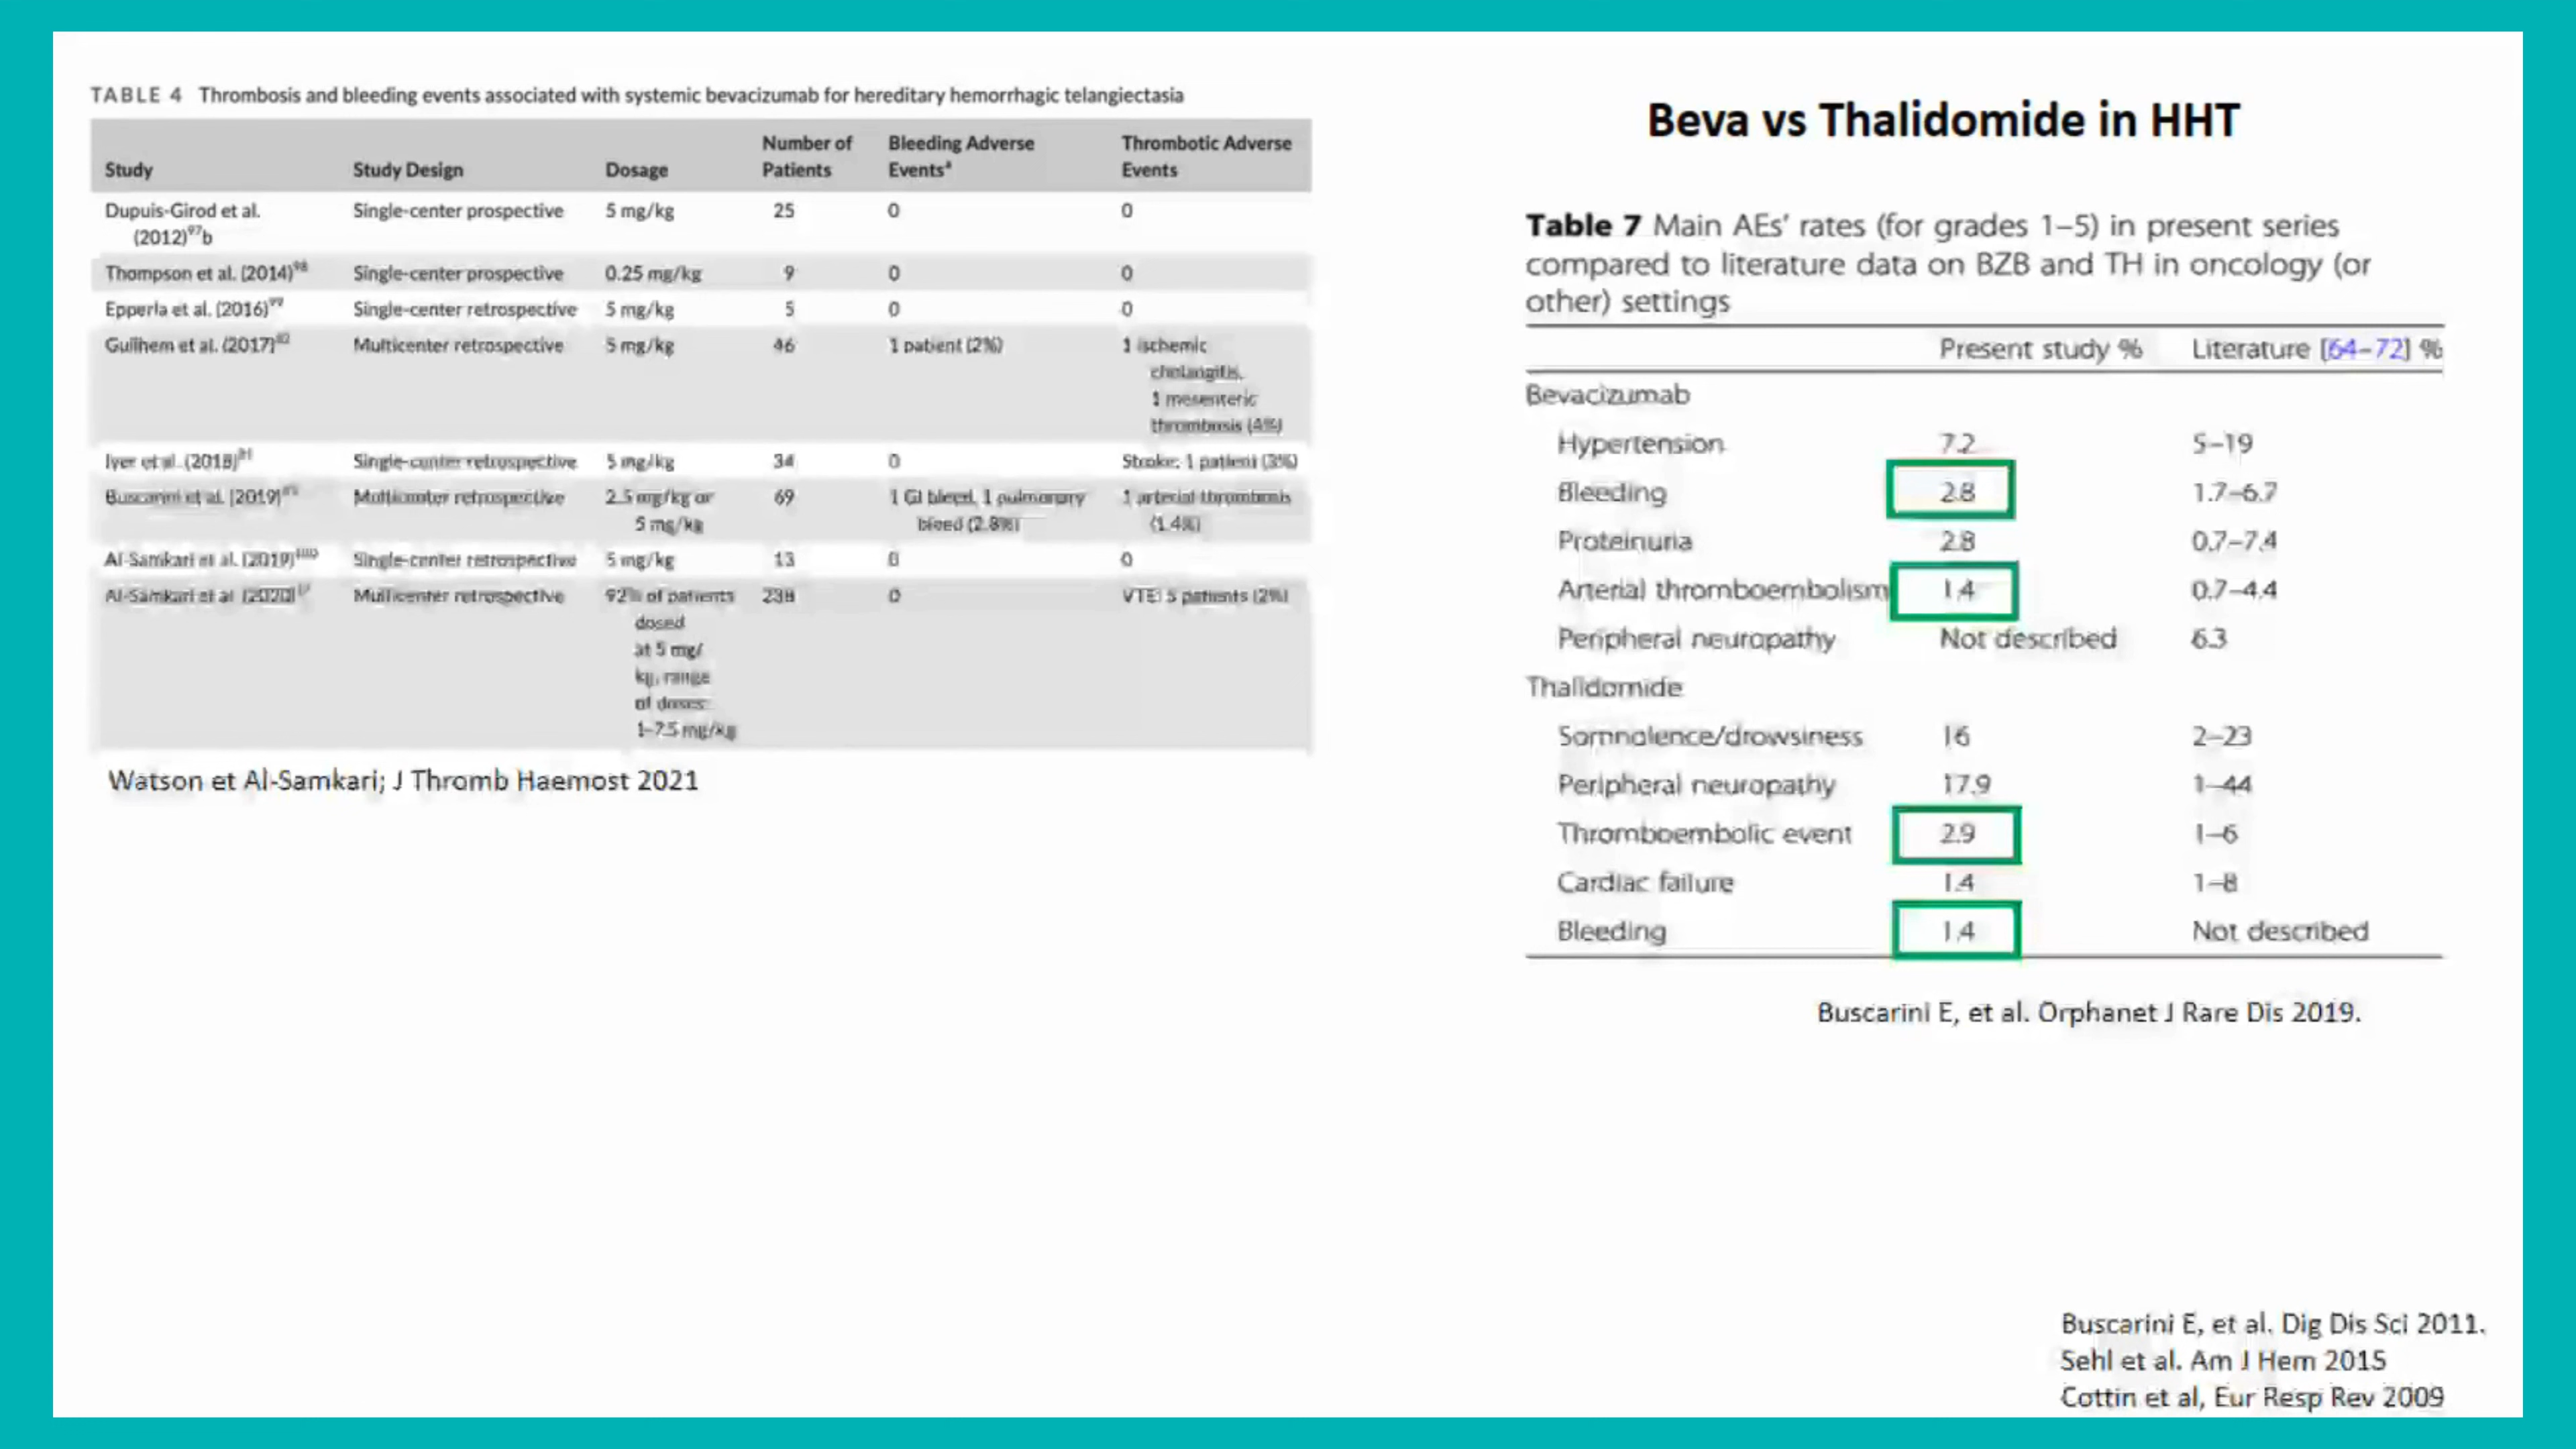 TABLE 4 Thrombosis and bleeding events associated with systemic bevacizumab for hereditary hemorrhagic telangiectasia
Study Study Design Dosage Number of Patients Bleeding Adverse Eventsª Thrombotic Adverse Events
Dupuis-Girod et al. (2012)97b Single-center prospective 5 mg/kg 25 0 0
Thompson et al. (2014)98 Single-center prospective 0.25 mg/kg 9 0 0
Epperla et al. (2016)99 Single-center retrospective 5 mg/kg 5 0 0
Guilhem et al. (2017)82 Multicenter retrospective 5 mg/kg 46 1 patient (2%) 1 ischemic cholangitis, 1 mesenteric thrombosis (4%)
Iyer et al. (2018)81 Single-center retrospective 5 mg/kg 34 0 Stroke: 1 patient (3%)
Buscarini et al. (2019) Multicenter retrospective 2.5 mg/kg or 5 mg/kg 69 1 GI bleed, 1 pulmonary bleed (2.8%) 1 arterial thrombosis (1.4%)
Al-Samkari et al. (2019)100 Single-center retrospective 5 mg/kg 13 0 0
Al-Samkari et al (2020) Multicenter retrospective 92% of patients dosed at 5 mg/kg, range of doses: 1–7.5 mg/kg 238 0 VTE: 5 patients (2%)
Watson et Al-Samkari; J Thromb Haemost 2021
Beva vs Thalidomide in HHT
Table 7 Main AEs' rates (for grades 1–5) in present series
compared to literature data on BZB and TH in oncology (or
other) settings
Present study % Literature [64–72] %
Bevacizumab
Hypertension 7.2 5–19
Bleeding 2.8 1.7–6.7
Proteinuria 2.8 0.7–7.4
Arterial thromboembolism 1.4 0.7–4.4
Peripheral neuropathy Not described 6.3
Thalidomide
Somnolence/drowsiness 16 2–23
Peripheral neuropathy 17.9 1–44
Thromboembolic event 2.9 1–6
Cardiac failure 1.4 1–8
Bleeding 1.4 Not described
Buscarini E, et al. Orphanet J Rare Dis 2019.
Buscarini E, et al. Dig Dis Sci 2011.
Sehl et al. Am J Hem 2015
Cottin et al, Eur Resp Rev 2009